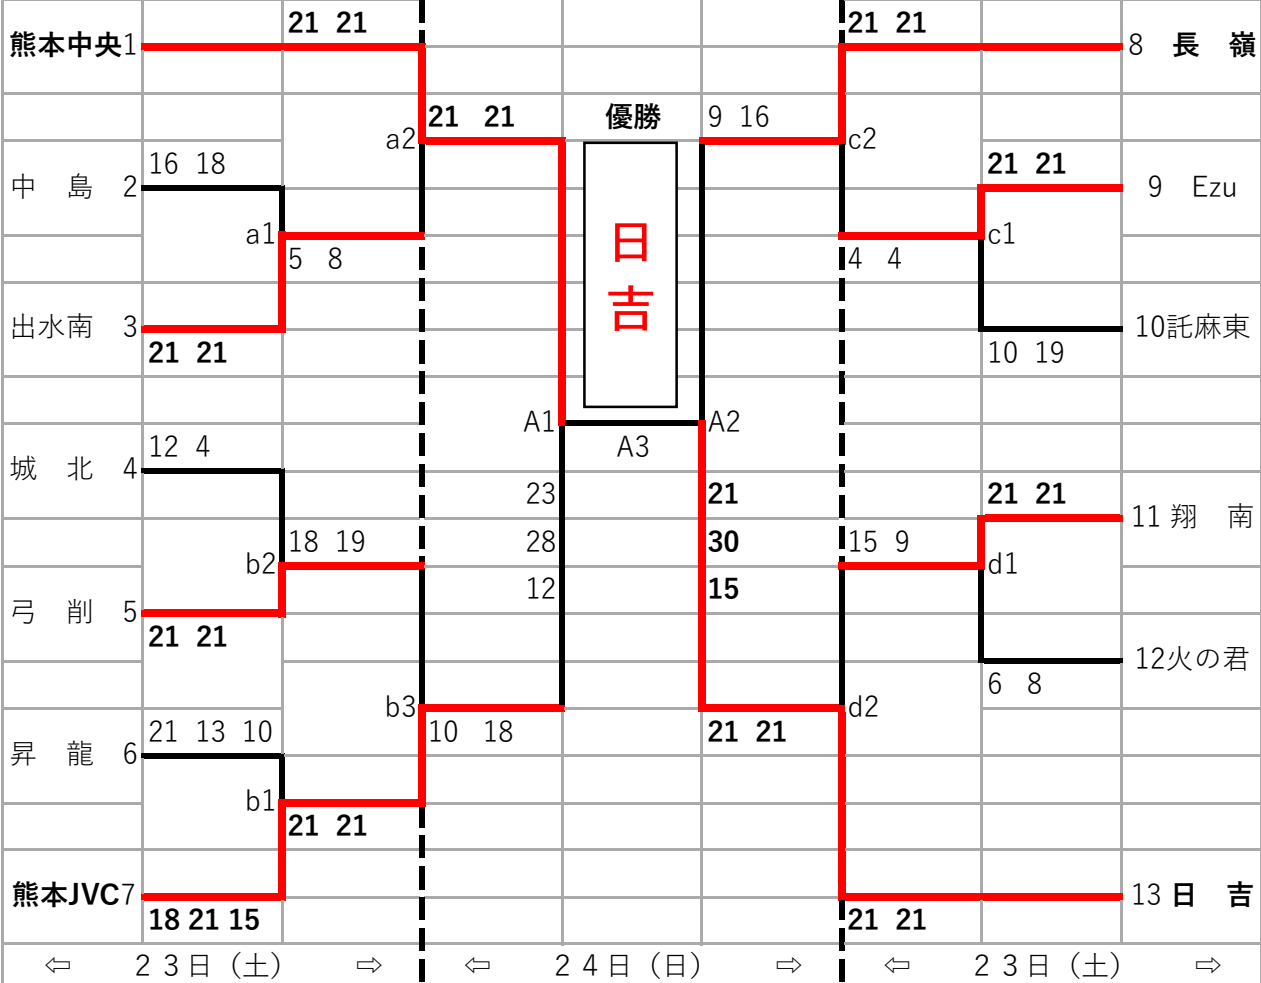 21 21
21 21
熊本中央1
8 長 嶺
21 21
優勝
9 16
a2
c2
16 18
21 21
中 島 2
9 Ezu
a1
c1
5 8
4 4
日
吉
出水南 3
10託麻東
21 21
10 19
A1
A2
12 4
A3
城 北 4
23
21
21 21
11 翔 南
18 19
28
30
15 9
b2
d1
12
15
弓 削 5
21 21
12火の君
6 8
b3
d2
21 13 10
10 18
21 21
昇 龍 6
b1
21 21
熊本JVC7
13 日 吉
18 21 15
21 21
⇦ 23日(土) ⇨ ⇦ 24日(日) ⇨ ⇦ 23日(土) ⇨